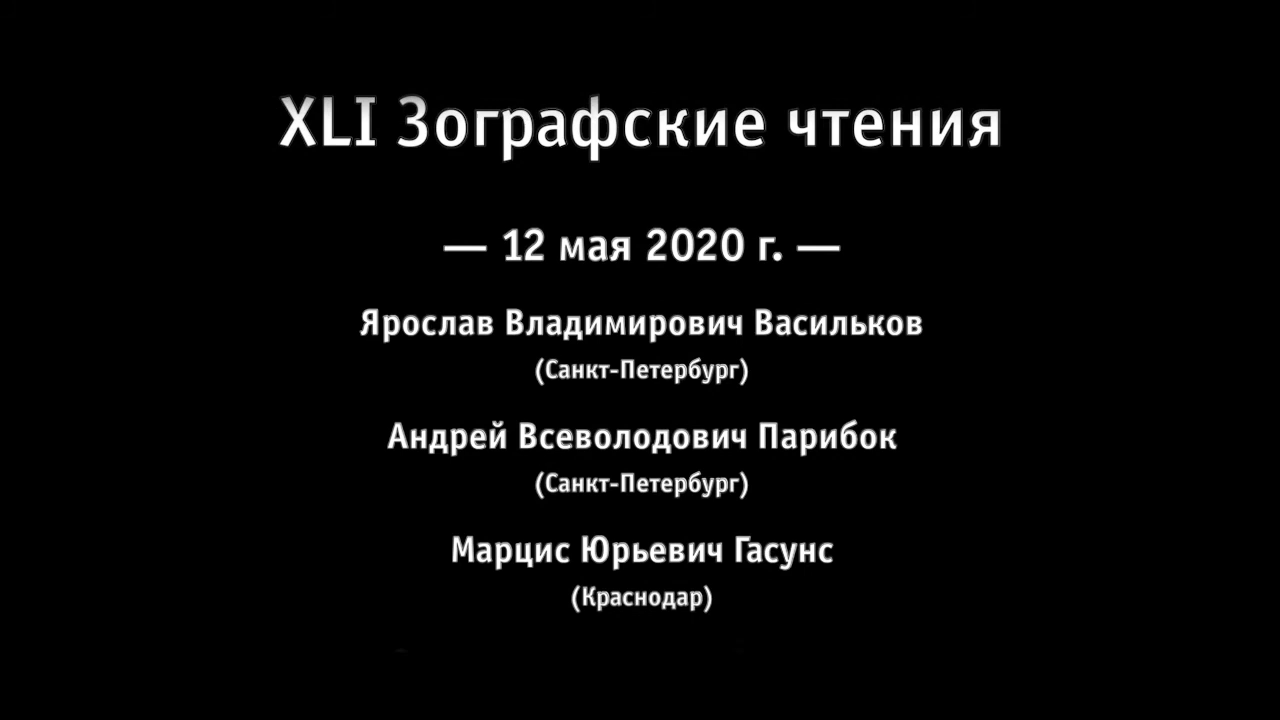 XLI Зографские чтения
— 12 мая 2020 г. —
Ярослав Владимирович Васильков
(Санкт-Петербург)
Андрей Всеволодович Парибок
(Санкт-Петербург)
Марцис Юрьевич Гасунс
(Краснодар)